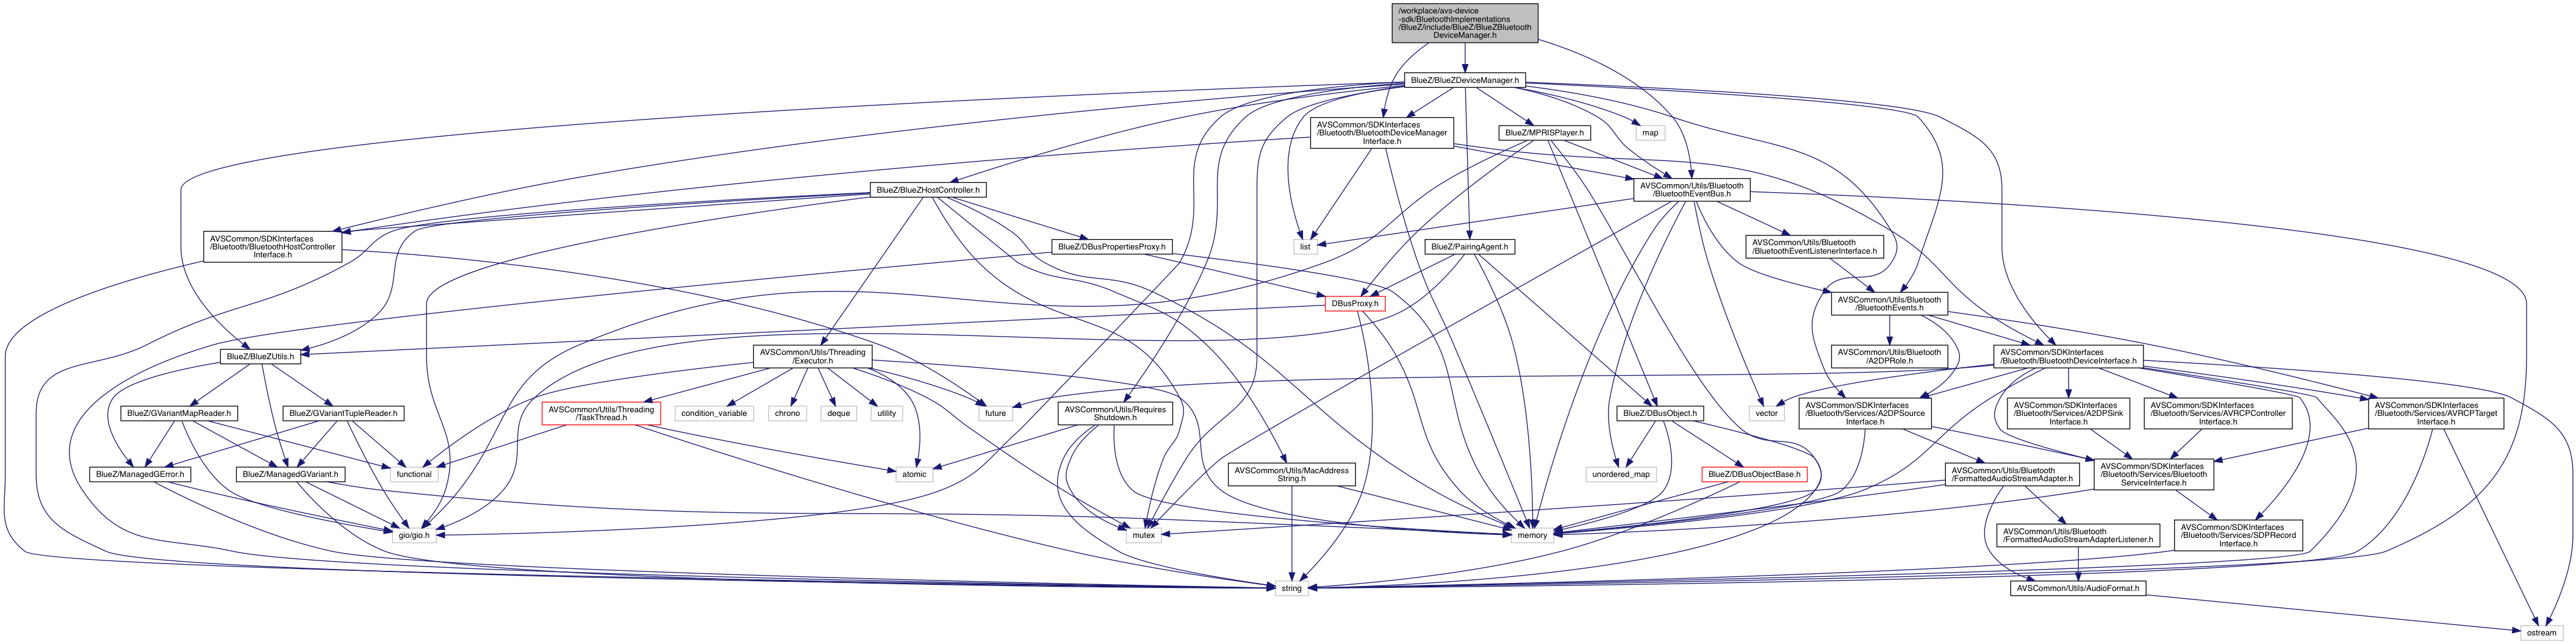 /workplace/avs-device
-sdk/BluetoothImplementations
/BlueZ/include/BlueZ/BlueZBluetooth
DeviceManager.h
BlueZ/BlueZDeviceManager.h
AVSCommon/SDKInterfaces
/Bluetooth/BluetoothDeviceManager
Interface.h
BlueZ/MPRISPlayer.h
map
BlueZ/BlueZHostController.h
AVSCommon/Utils/Bluetooth
/BluetoothEventBus.h
AVSCommon/SDKInterfaces
/Bluetooth/BluetoothHostController
Interface.h
BlueZ/DBusPropertiesProxy.h
list
BlueZ/PairingAgent.h
AVSCommon/Utils/Bluetooth
/BluetoothEventListenerInterface.h
DBusProxy.h
AVSCommon/Utils/Bluetooth
/BluetoothEvents.h
BlueZ/BlueZUtils.h
AVSCommon/Utils/Threading
/Executor.h
AVSCommon/Utils/Bluetooth
/A2DPRole.h
AVSCommon/SDKInterfaces
/Bluetooth/BluetoothDeviceInterface.h
BlueZ/GVariantMapReader.h
BlueZ/GVariantTupleReader.h
AVSCommon/Utils/Threading
/TaskThread.h
condition_variable
chrono
deque
utility
future
AVSCommon/Utils/Requires
Shutdown.h
BlueZ/DBusObject.h
vector
AVSCommon/SDKInterfaces
/Bluetooth/Services/A2DPSource
Interface.h
AVSCommon/SDKInterfaces
/Bluetooth/Services/A2DPSink
Interface.h
AVSCommon/SDKInterfaces
/Bluetooth/Services/AVRCPController
Interface.h
AVSCommon/SDKInterfaces
/Bluetooth/Services/AVRCPTarget
Interface.h
BlueZ/ManagedGError.h
BlueZ/ManagedGVariant.h
functional
atomic
AVSCommon/Utils/MacAddress
String.h
unordered_map
BlueZ/DBusObjectBase.h
AVSCommon/Utils/Bluetooth
/FormattedAudioStreamAdapter.h
AVSCommon/SDKInterfaces
/Bluetooth/Services/Bluetooth
ServiceInterface.h
gio/gio.h
mutex
memory
AVSCommon/Utils/Bluetooth
/FormattedAudioStreamAdapterListener.h
AVSCommon/SDKInterfaces
/Bluetooth/Services/SDPRecord
Interface.h
string
AVSCommon/Utils/AudioFormat.h
ostream